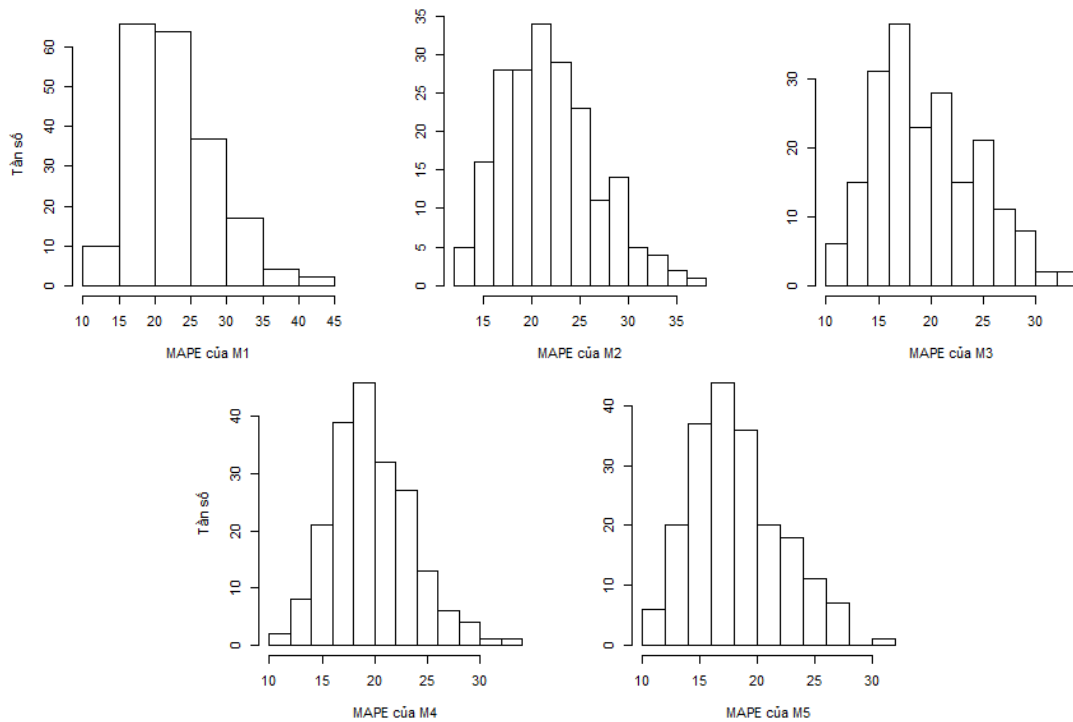 Tàn số
0 10 20 30 40 50 60
10 15 20 25 30 35 40 45
MAPE của M1
0 5 10 15 20 25 30 35
15 20 25 30 35
MAPE của M2
0 10 20 30
10 15 20 25 30
MAPE của M3
Tàn số
0 10 20 30 40
10 15 20 25 30
MAPE của M4
0 10 20 30 40
10 15 20 25 30
MAPE của M5